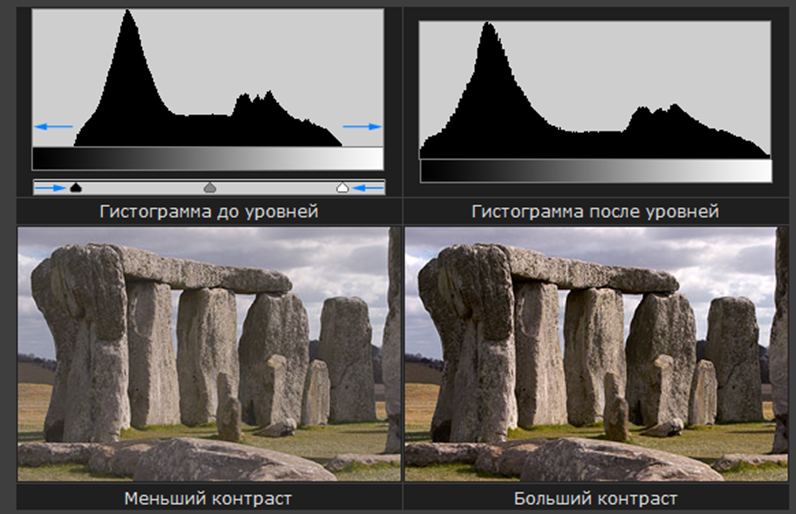 Гистограмма до уровней
Гистограмма после уровней
Меньший контраст
Больший контраст